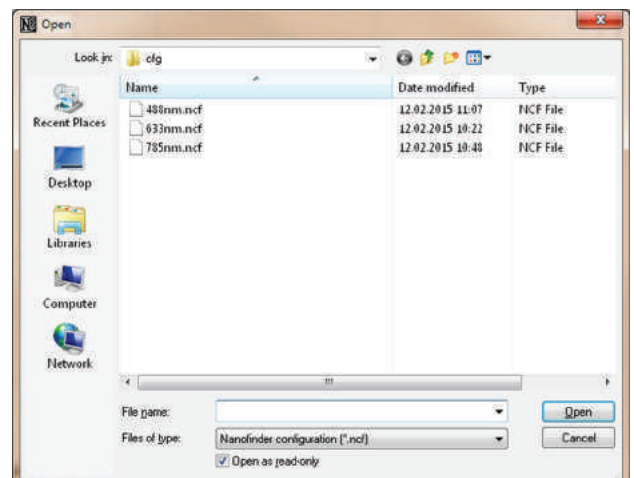 Open
Look in: cfg
Name Date modified Type
488nm.ncf 12.02.2015 11:07 NCF File
633nm.ncf 12.02.2015 10:22 NCF File
785nm.ncf 12.02.2015 10:48 NCF File
Recent Places
Desktop
Libraries
Computer
Network
File name: Open
Files of type: Nanofinder configuration (*.ncf) Cancel
Open as read-only